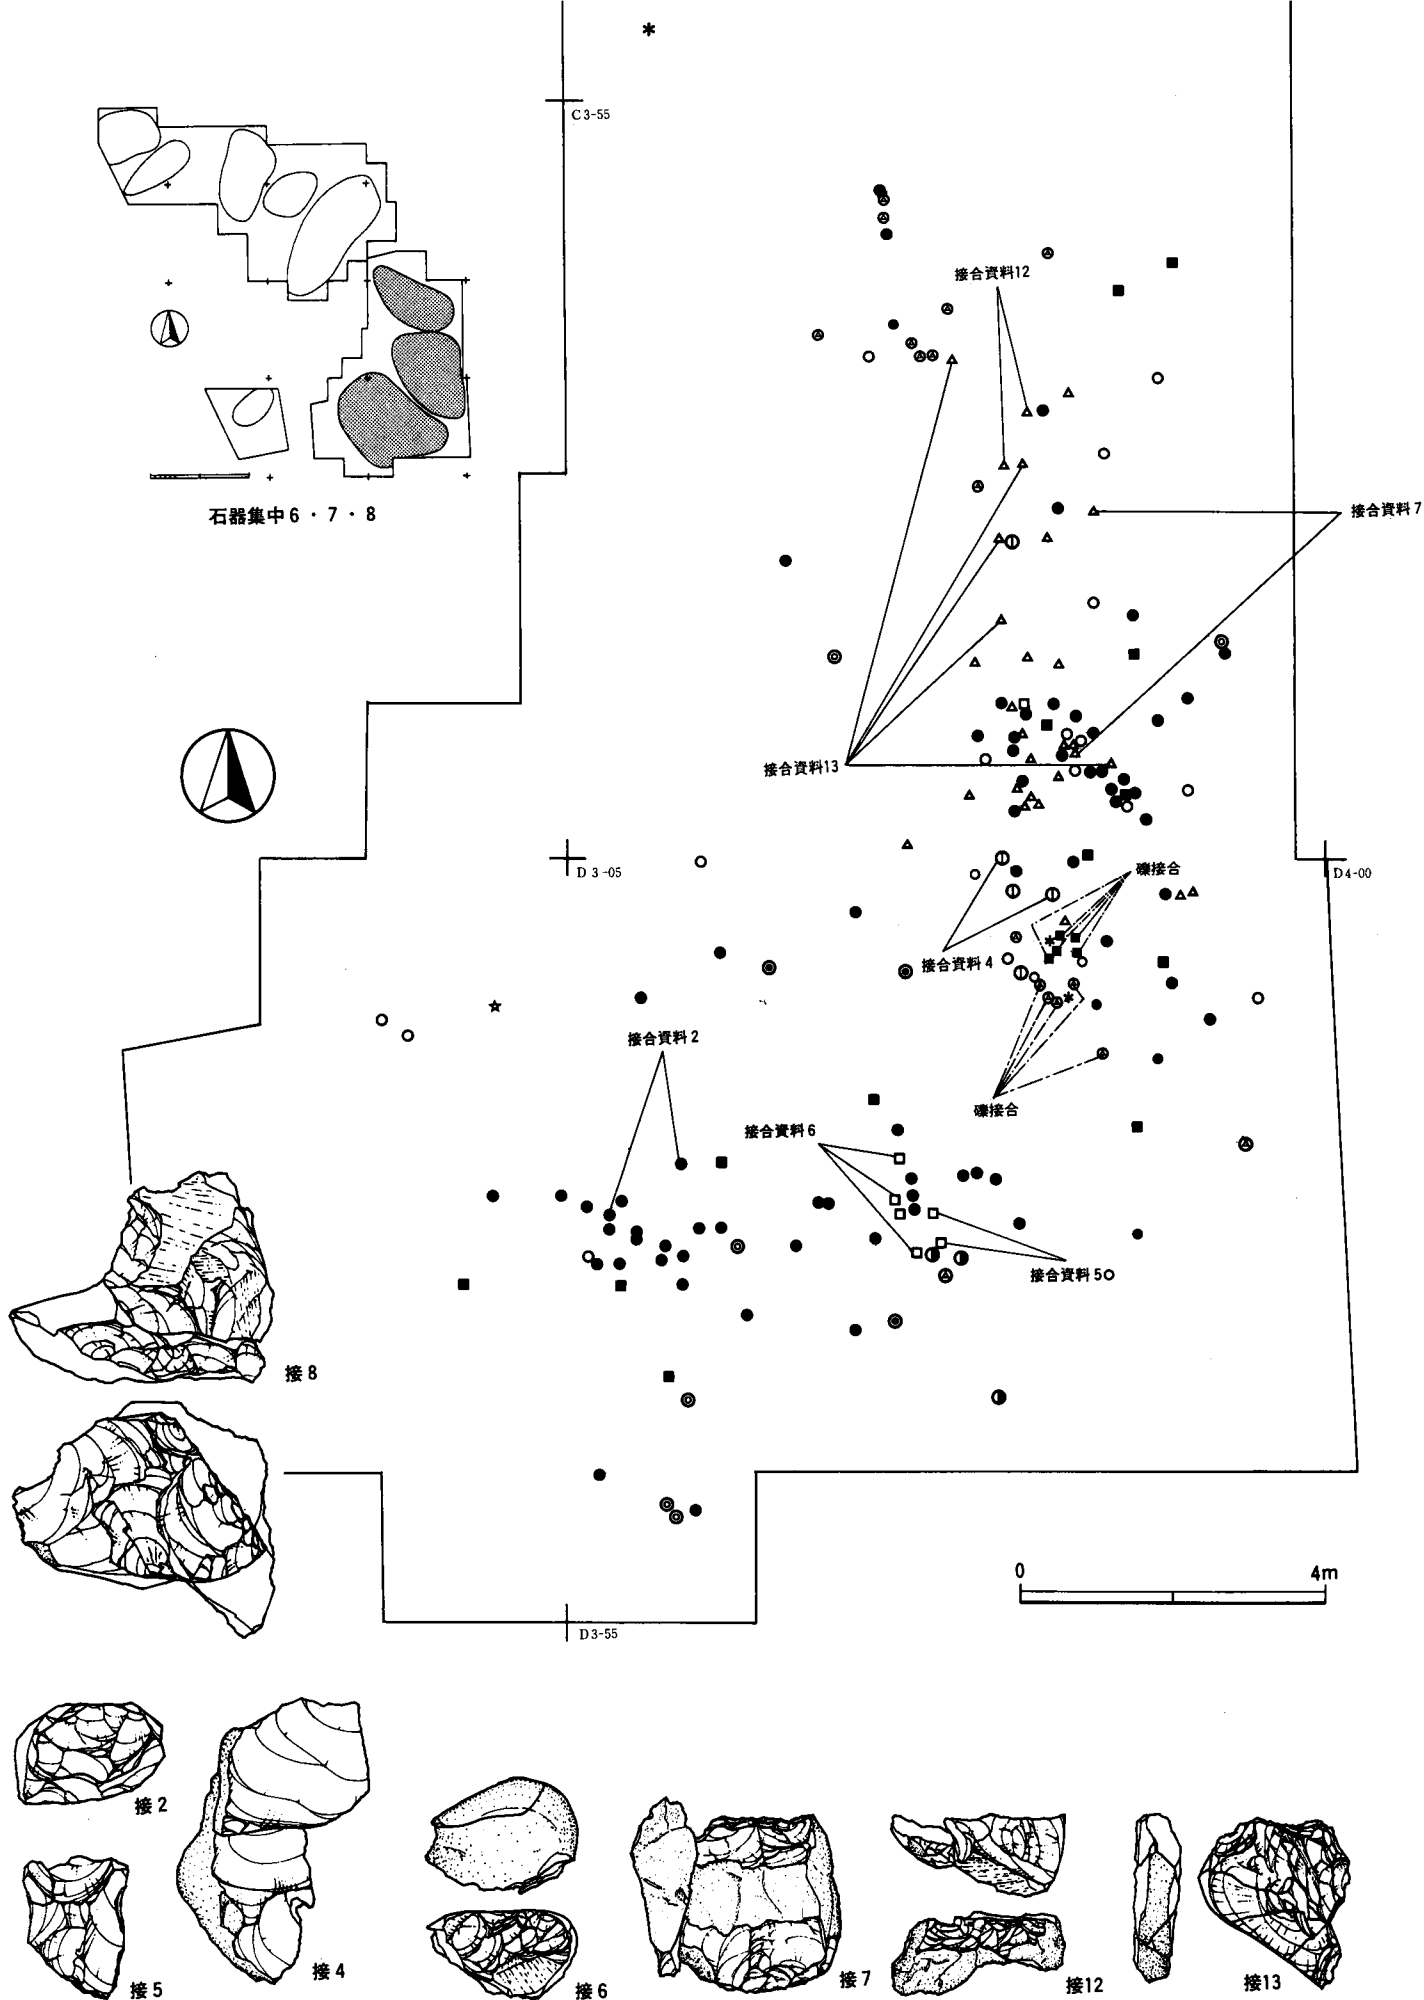 C3-55
石器集中6・7・8
接合資料12
接合資料7
接合資料13
D3-05
D4-00
礫接合
接合資料4
接合資料2
礫接合
接合資料6
接合資料5
接8
0 4m
D3-55
接2
接5
接4
接6
接7
接12
接13